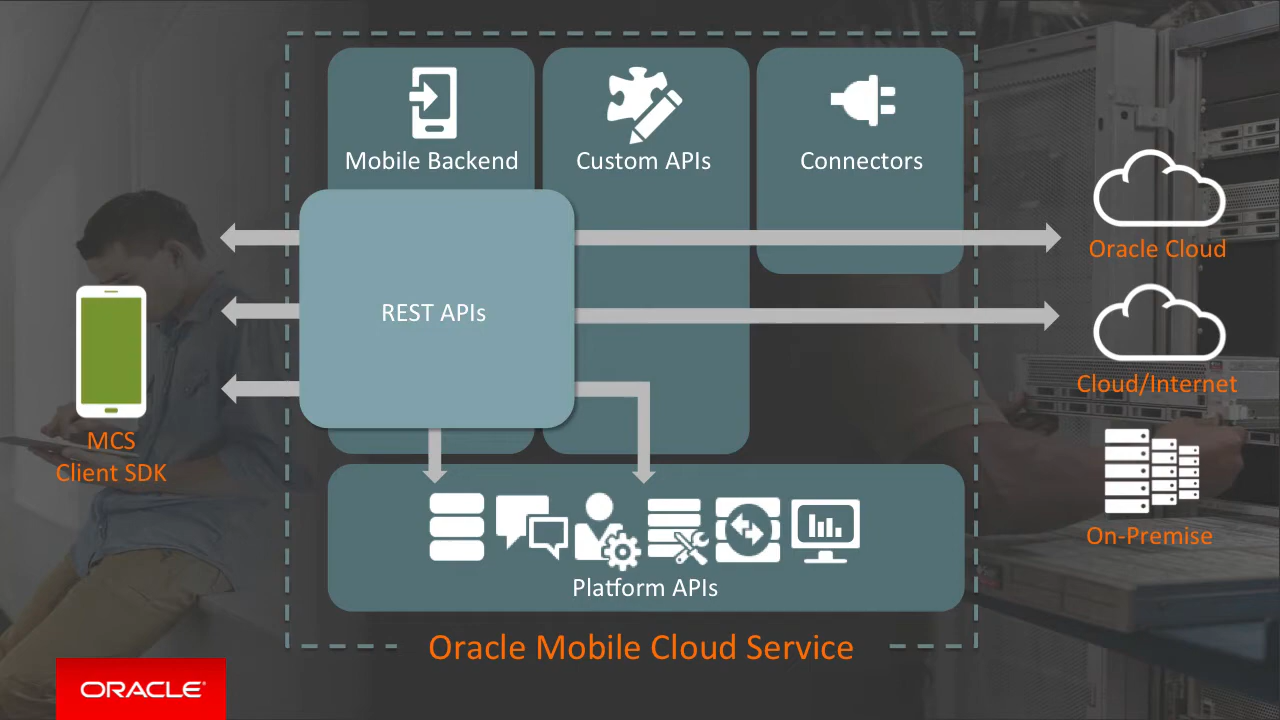 Mobile Backend
Custom APIs
Connectors
REST APIs
Oracle Cloud
Cloud/Internet
MCS
Client SDK
On-Premise
Platform APIs
Oracle Mobile Cloud Service
ORACLE®